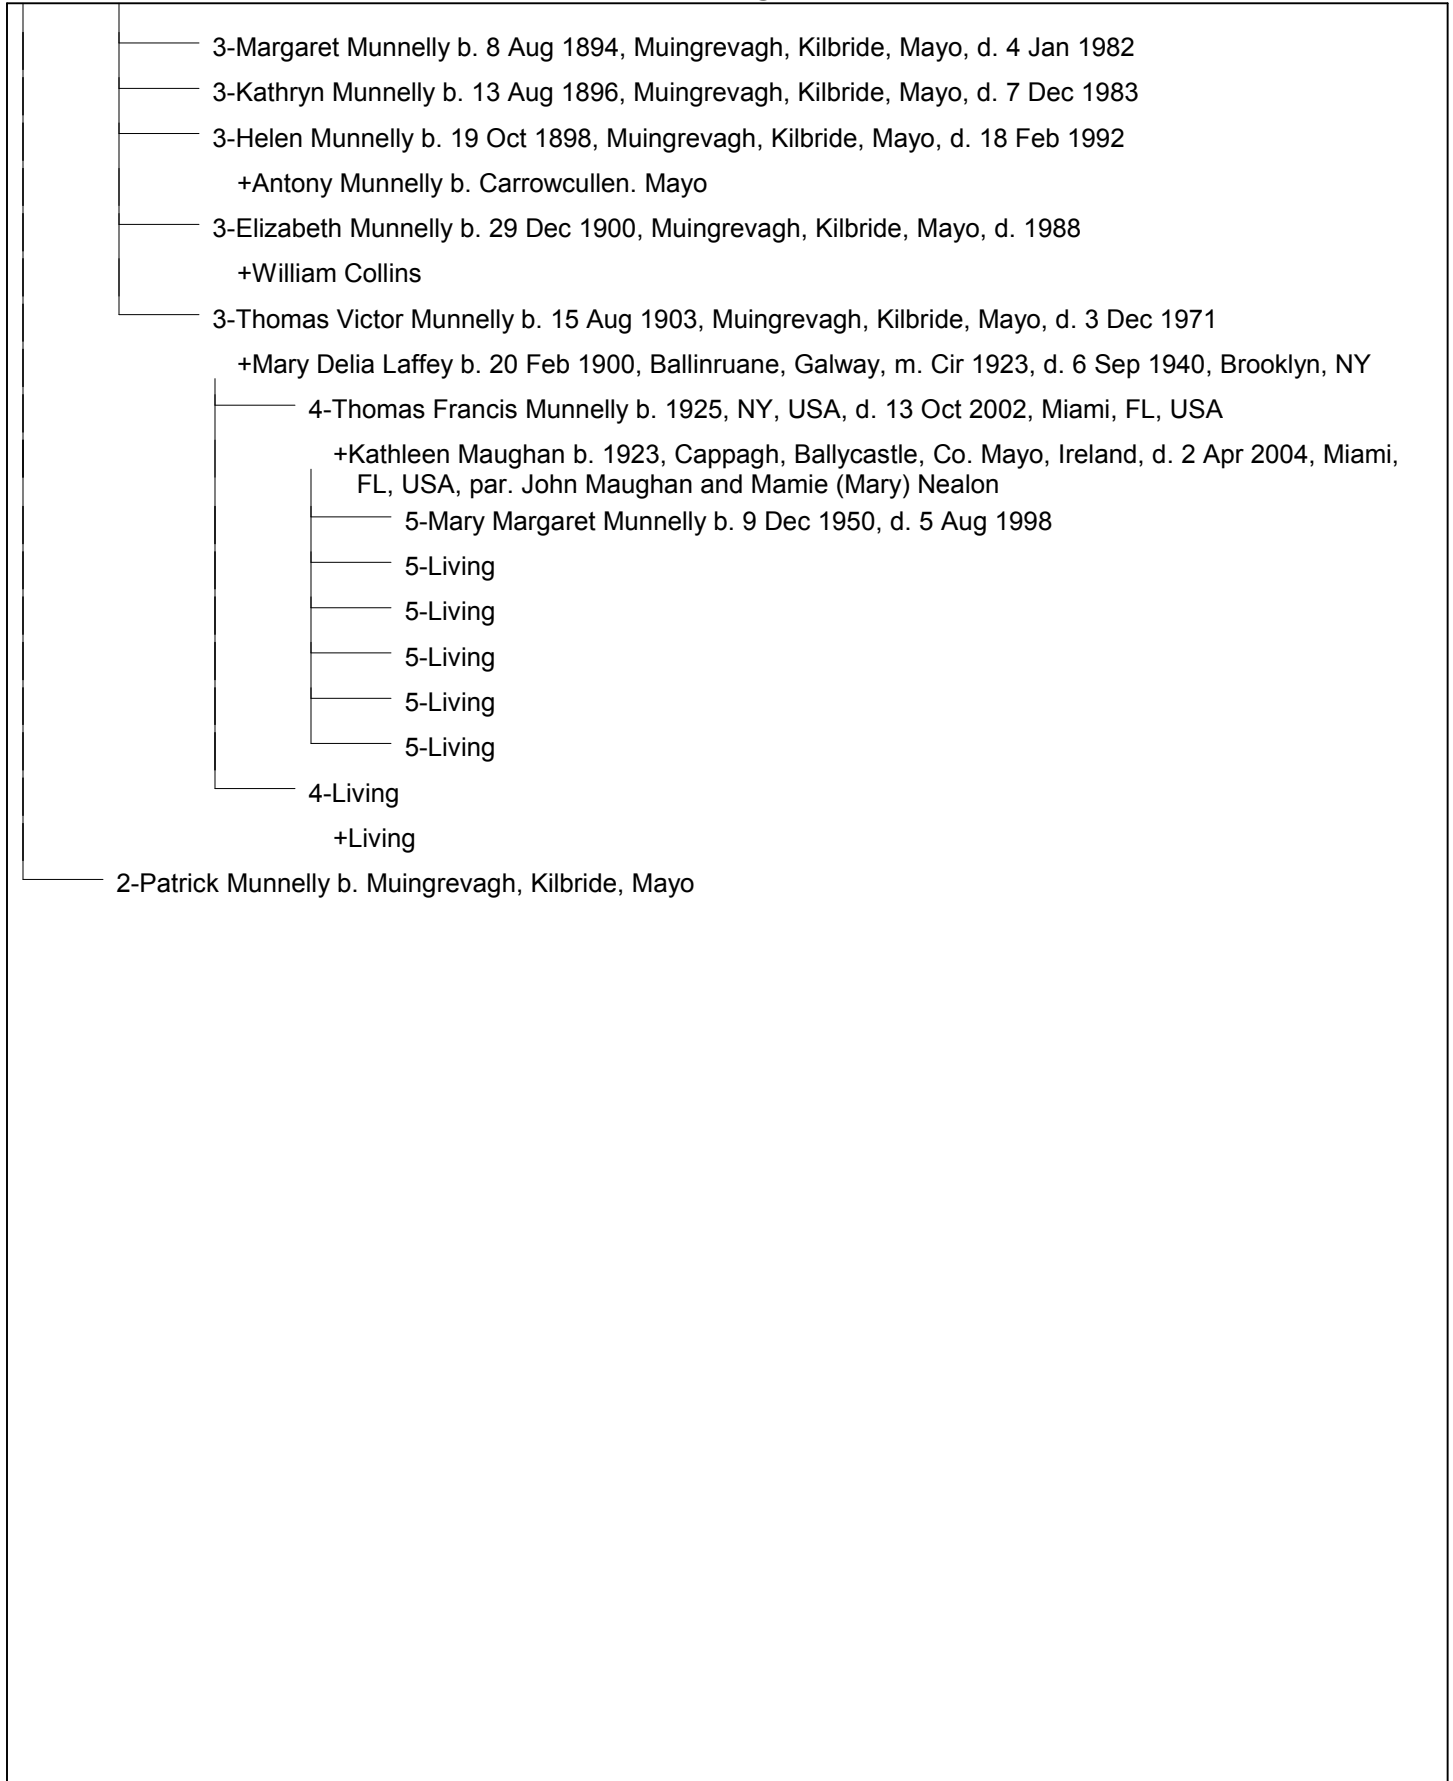 3-Margaret Munnelly b. 8 Aug 1894, Muingrevagh, Kilbride, Mayo, d. 4 Jan 1982
3-Kathryn Munnelly b. 13 Aug 1896, Muingrevagh, Kilbride, Mayo, d. 7 Dec 1983
3-Helen Munnelly b. 19 Oct 1898, Muingrevagh, Kilbride, Mayo, d. 18 Feb 1992
+Antony Munnelly b. Carrowcullen. Mayo
3-Elizabeth Munnelly b. 29 Dec 1900, Muingrevagh, Kilbride, Mayo, d. 1988
+William Collins
3-Thomas Victor Munnelly b. 15 Aug 1903, Muingrevagh, Kilbride, Mayo, d. 3 Dec 1971
+Mary Delia Laffey b. 20 Feb 1900, Ballinruane, Galway, m. Cir 1923, d. 6 Sep 1940, Brooklyn, NY
4-Thomas Francis Munnelly b. 1925, NY, USA, d. 13 Oct 2002, Miami, FL, USA
+Kathleen Maughan b. 1923, Cappagh, Ballycastle, Co. Mayo, Ireland, d. 2 Apr 2004, Miami,
FL, USA, par. John Maughan and Mamie (Mary) Nealon
5-Mary Margaret Munnelly b. 9 Dec 1950, d. 5 Aug 1998
5-Living
5-Living
5-Living
5-Living
5-Living
4-Living
+Living
2-Patrick Munnelly b. Muingrevagh, Kilbride, Mayo